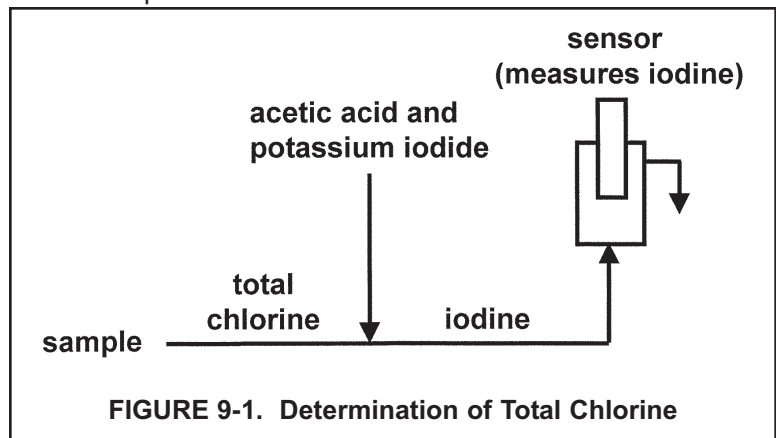 sensor
(measures iodine)
acetic acid and
potassium iodide
total
chlorine
iodine
sample
FIGURE 9-1.  Determination of Total Chlorine